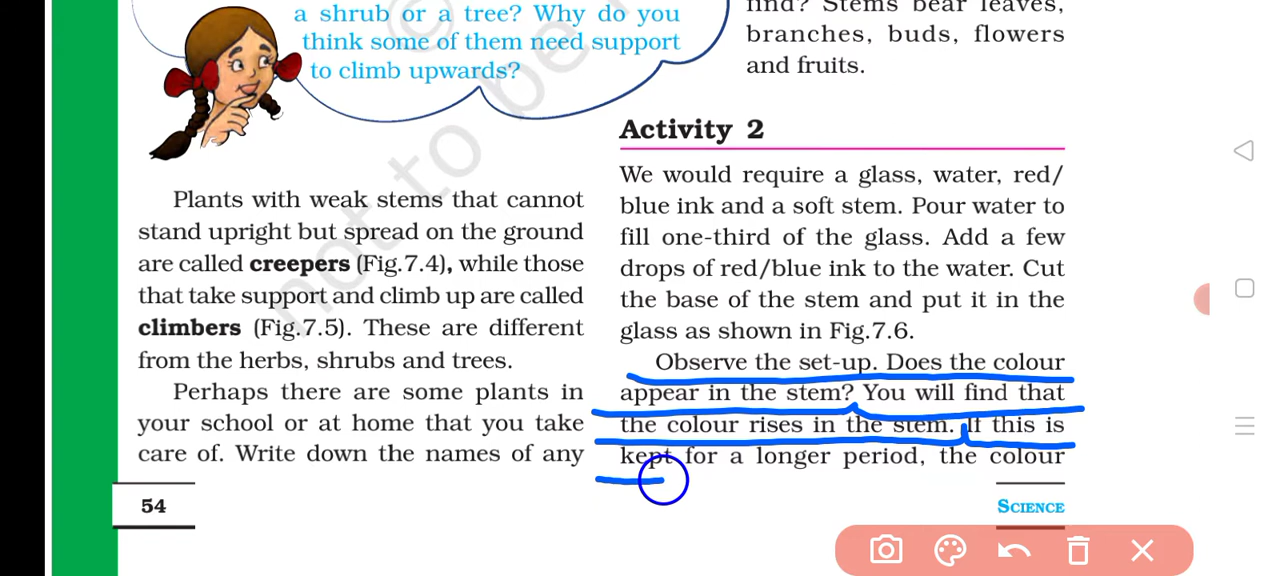 a shrub or a tree? Why do you
think some of them need support
to climb upwards?
Plants with weak stems that cannot
stand upright but spread on the ground
are called creepers (Fig.7.4), while those
that take support and climb up are called
climbers (Fig.7.5). These are different
from the herbs, shrubs and trees.
Perhaps there are some plants in
your school or at home that you take
care of. Write down the names of any
find? Stems bear leaves,
branches, buds, flowers
and fruits.
Activity 2
We would require a glass, water, red/
blue ink and a soft stem. Pour water to
fill one-third of the glass. Add a few
drops of red/blue ink to the water. Cut
the base of the stem and put it in the
glass as shown in Fig.7.6.
Observe the set-up. Does the colour
appear in the stem? You will find that
the colour rises in the stem. If this is
kept for a longer period, the colour
54
SCIENCE
not to be